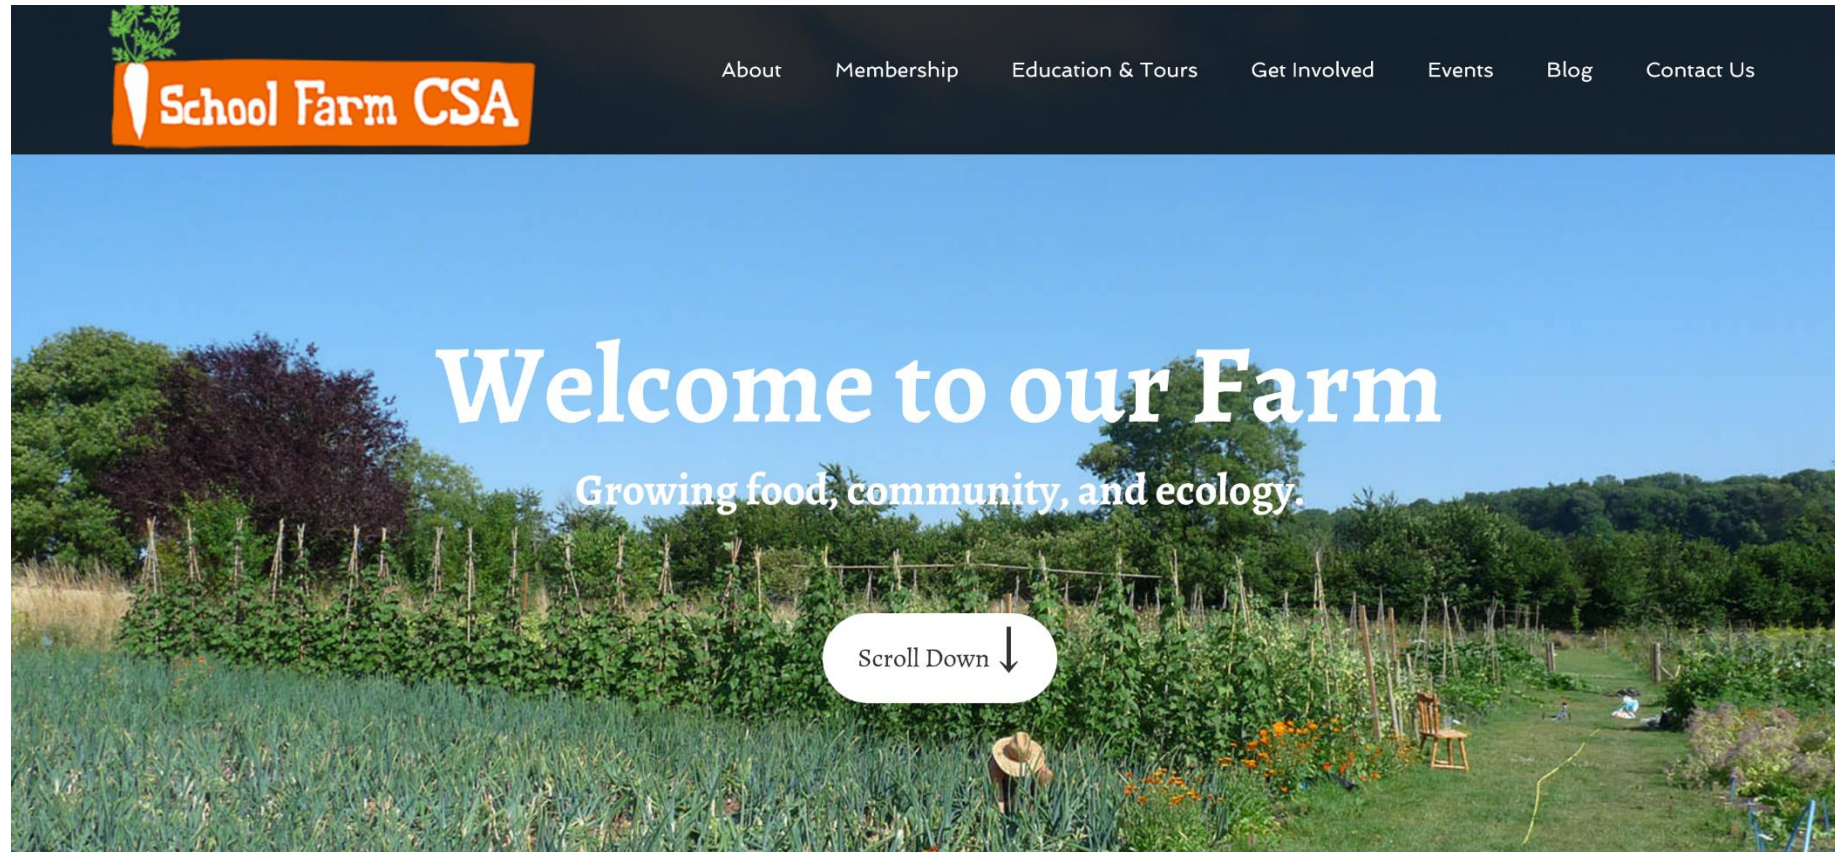 School Farm CSA
About Membership Education & Tours Get Involved Events Blog Contact Us
Welcome to our Farm
Growing food, community, and ecology.
Scroll Down ↓